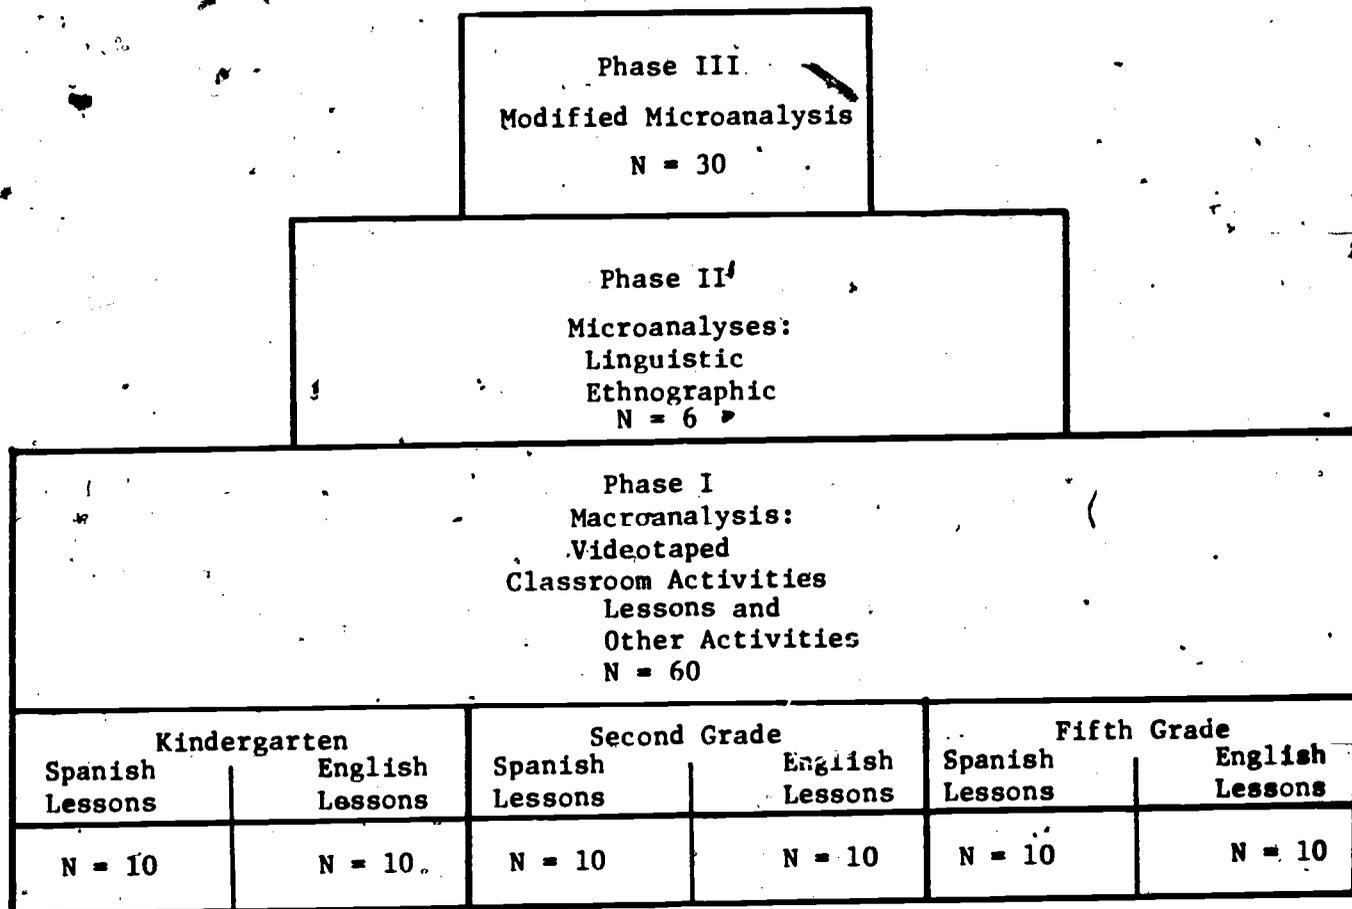 Phase III
Modified Microanalysis
N = 30
Phase II
Microanalyses:
Linguistic
Ethnographic
N = 6
Phase I
Macroanalysis:
Videotaped
Classroom Activities
Lessons and
Other Activities
N = 60
Kindergarten Second Grade Fifth Grade
Spanish English Spanish English Spanish English
Lessons Lessons Lessons Lessons Lessons Lessons
N = 10 N = 10 N = 10 N = 10 N = 10 N = 10